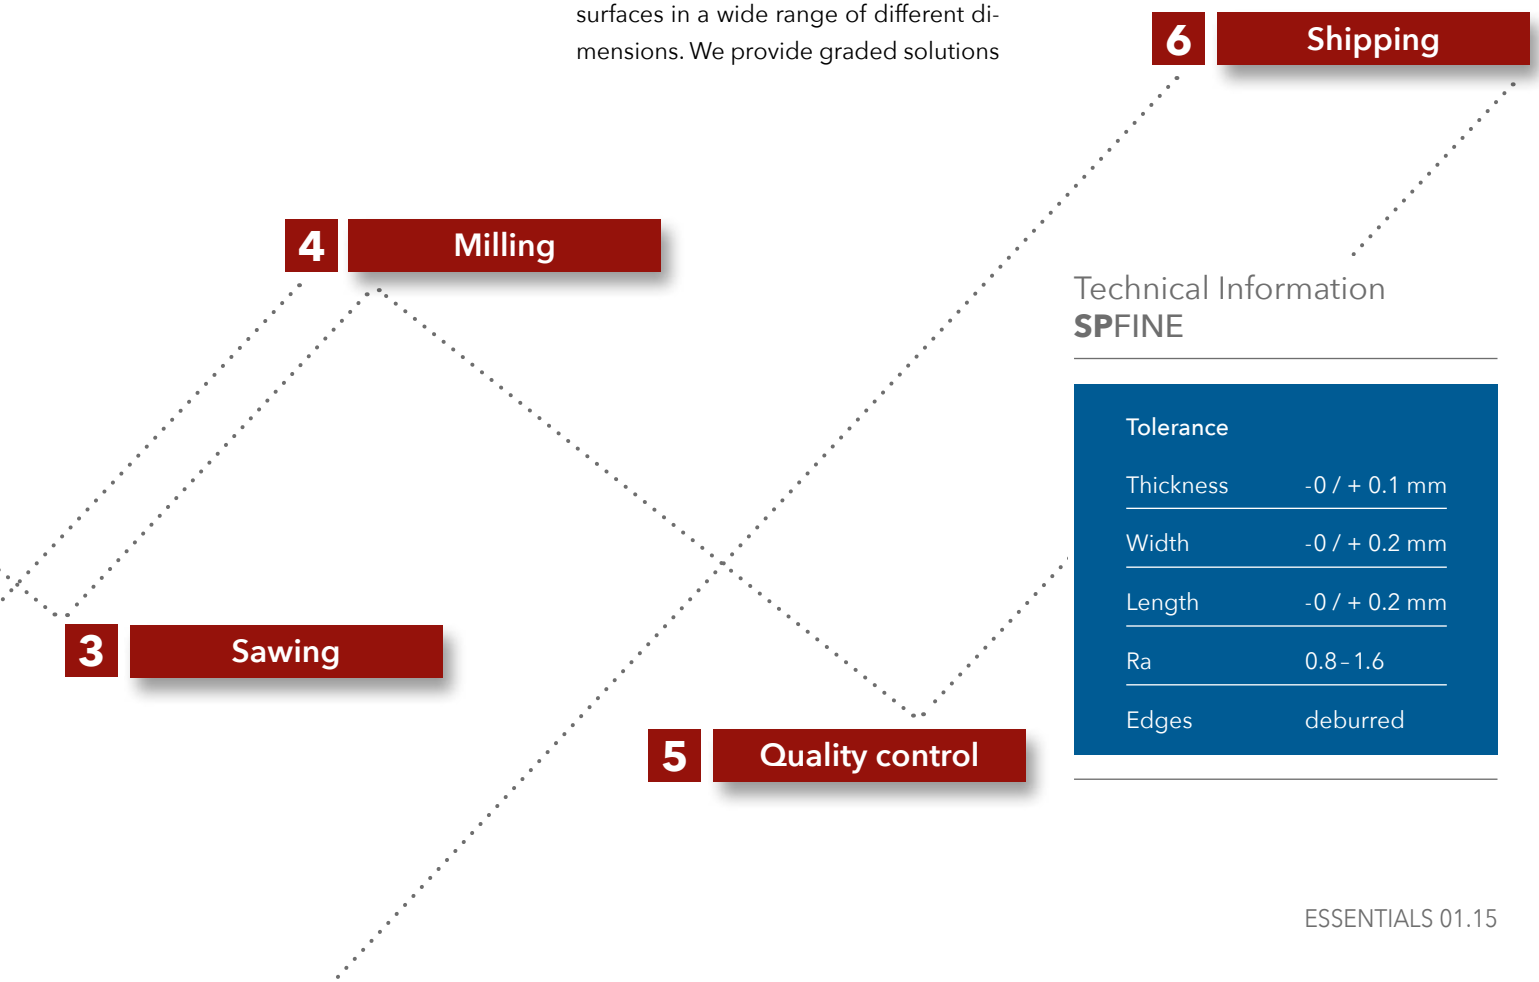 surfaces in a wide range of different di-
mensions. We provide graded solutions
6 Shipping
4 Milling
3 Sawing
5 Quality control
Technical Information
SPFINE
Tolerance
Thickness -0 / + 0.1 mm
Width -0 / + 0.2 mm
Length -0 / + 0.2 mm
Ra 0.8 – 1.6
Edges deburred
ESSENTIALS 01.15